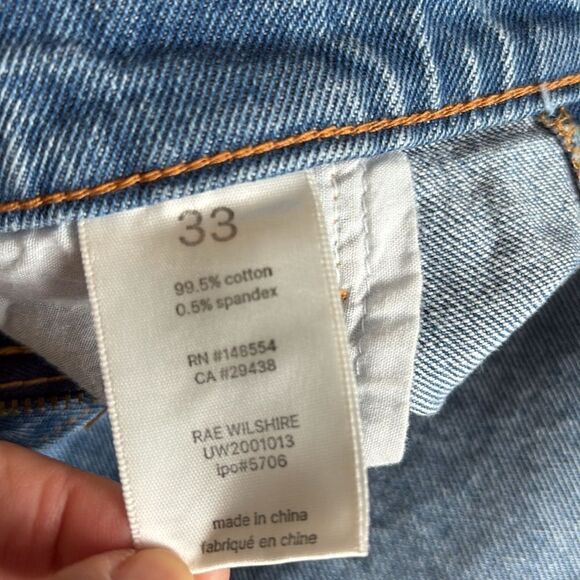 33
99.5% cotton
0.5% spandex
RN #148554
CA #29438
RAE WILSHIRE
UW2001013
lpo#5706
made in china
fabriqué en chine